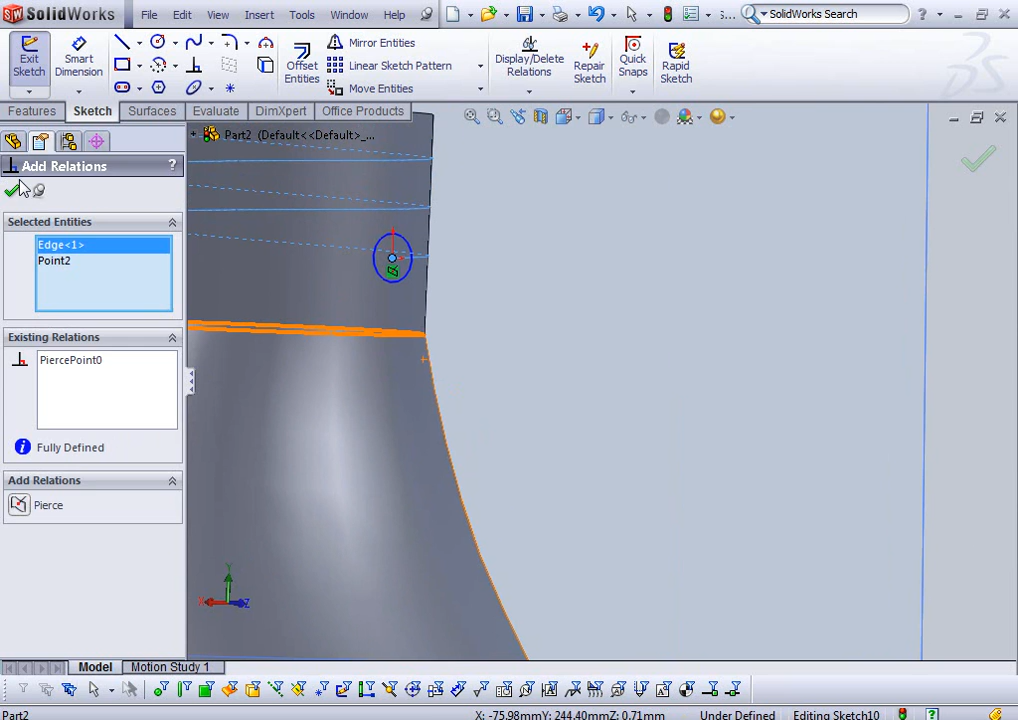 SolidWorks File Edit View Insert Tools Window Help S... SolidWorks Search ?
Exit Sketch
Smart Dimension
Offset Entities
Mirror Entities
Linear Sketch Pattern
Move Entities
Display/Delete Relations
Repair Sketch
Quick Snaps
Rapid Sketch
Features Sketch Surfaces Evaluate DimXpert Office Products
Part2 (Default<<Default>_...
Add Relations ?
Selected Entities
Edge<1>
Point2
Existing Relations
PiercePoint0
Fully Defined
Add Relations
Pierce
Y
X
Z
Model Motion Study 1
Part2 X: -75.98mm Y: 244.40mm Z: 0.71mm Under Defined Editing Sketch10 ?